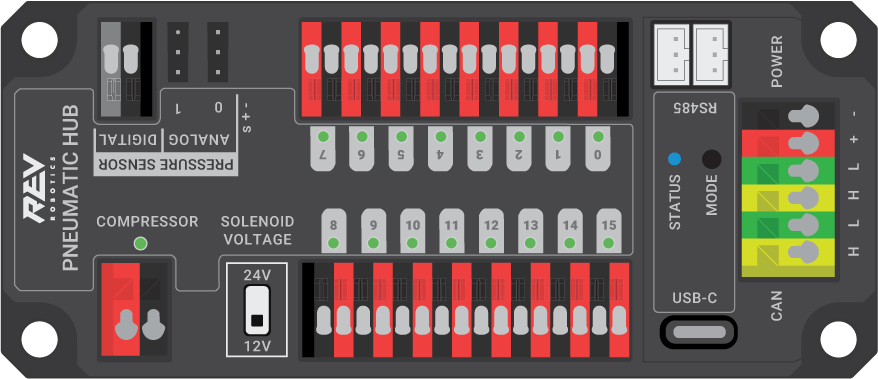 REV
ROBOTICS
PNEUMATIC HUB
1 0
s + -
DIGITAL ANALOG
PRESSURE SENSOR
COMPRESSOR
SOLENOID
VOLTAGE
24V
12V
7 6 5 4 3 2 1 0
8 9 10 11 12 13 14 15
RS485
STATUS
MODE
USB-C
POWER
-
+
L
H
L
H
CAN